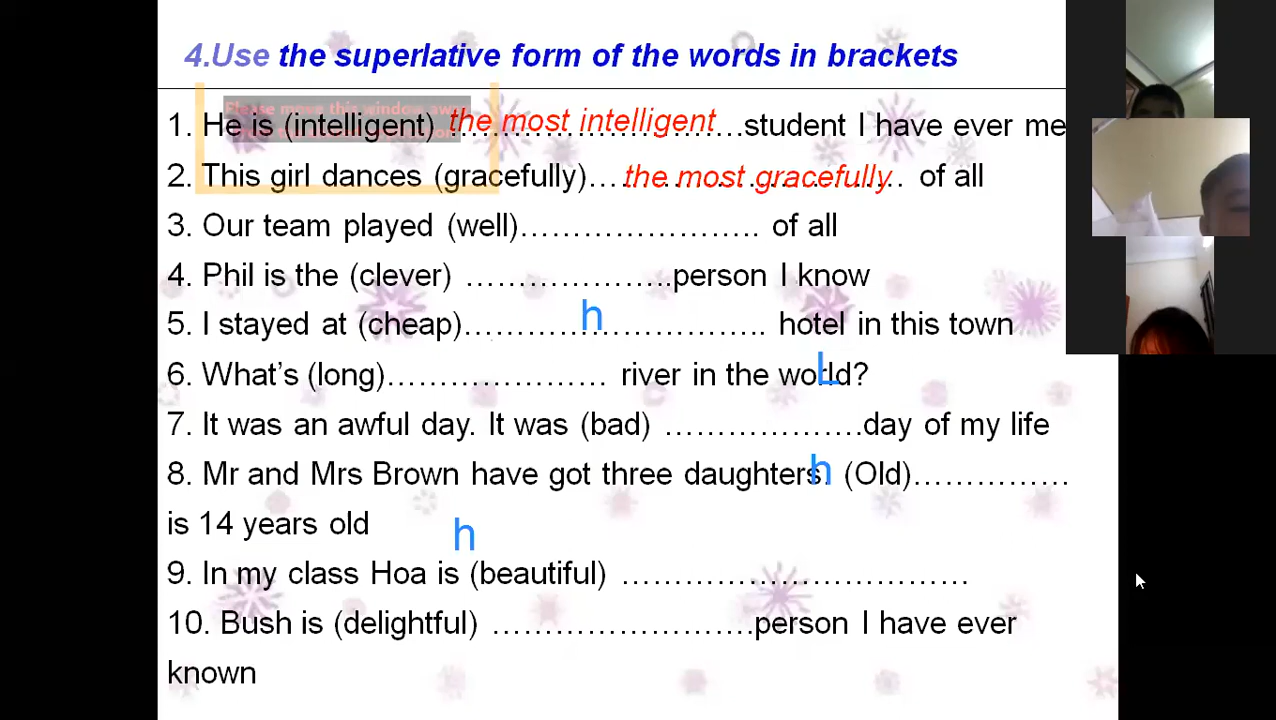 4.Use the superlative form of the words in brackets
Please move this window away
1. He is (intelligent) the most intelligent…student I have ever me
2. This girl dances (gracefully)….the most gracefully. of all
3. Our team played (well)………………….. of all
4. Phil is the (clever) ………………..person I know
h
5. I stayed at (cheap)………………………….. hotel in this town
L
6. What’s (long)………………… river in the world?
7. It was an awful day. It was (bad) ……………….day of my life
h
8. Mr and Mrs Brown have got three daughters. (Old)……………
is 14 years old
h
9. In my class Hoa is (beautiful) ……………………………
10. Bush is (delightful) …………………….person I have ever
known